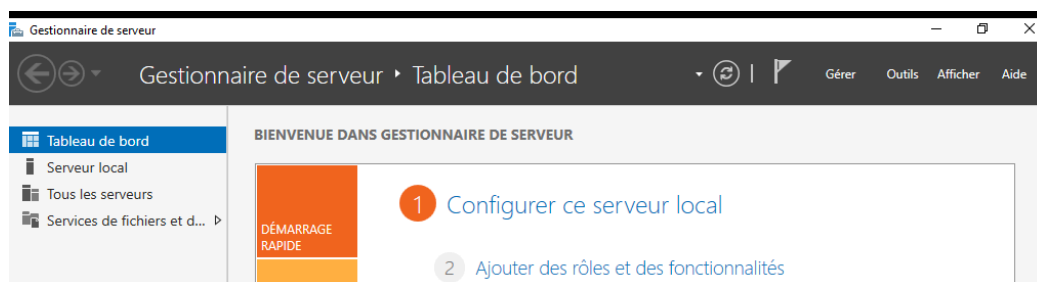 Gestionnaire de serveur
Gestionnaire de serveur ‣ Tableau de bord
Gérer Outils Afficher Aide
Tableau de bord
Serveur local
Tous les serveurs
Services de fichiers et d...
BIENVENUE DANS GESTIONNAIRE DE SERVEUR
DÉMARRAGE
RAPIDE
1 Configurer ce serveur local
2 Ajouter des rôles et des fonctionnalités